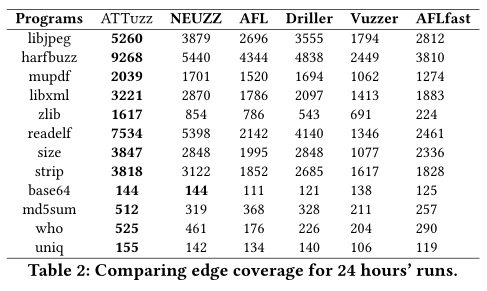 Programs ATTuzz NEUZZ AFL Driller Vuzzer AFLfast
libjpeg 5260 3879 2696 3555 1794 2812
harfbuzz 9268 5440 4344 4838 2449 3810
mupdf 2039 1701 1520 1694 1062 1274
libxml 3221 2870 1786 2097 1413 1883
zlib 1617 854 786 543 691 224
readelf 7534 5398 2142 4140 1346 2461
size 3847 2848 1995 2848 1077 2336
strip 3818 3122 1852 2685 1617 1828
base64 144 144 111 121 138 125
md5sum 512 319 368 328 211 257
who 525 461 176 226 204 290
uniq 155 142 134 140 106 119
Table 2: Comparing edge coverage for 24 hours' runs.